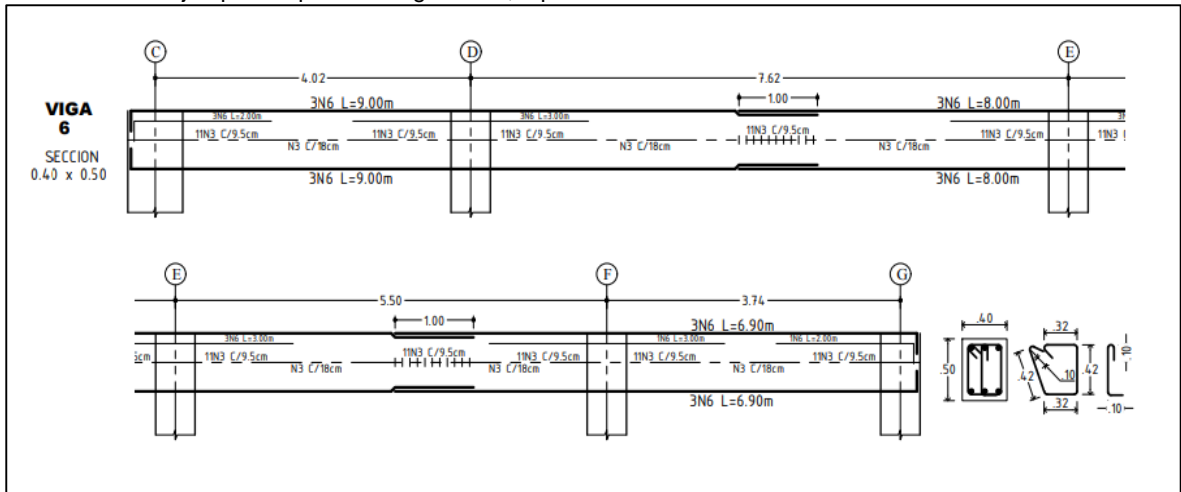 C D E
4.02 7.62
VIGA
6
SECCION
0.40 x 0.50
3N6 L=9.00m 1.00 3N6 L=8.00m
3N6 L=2.00m 3N6 L=3.00m
11N3 C/9.5cm 11N3 C/9.5cm 11N3 C/9.5cm 11N3 C/9.5cm 11N3 C/9.5cm 11N3
N3 C/18cm N3 C/18cm N3 C/18cm
3N6 L=9.00m 3N6 L=8.00m
E F G
5.50 3.74
1.00 3N6 L=6.90m
3N6 L=3.00m 1N6 L=3.00m 1N6 L=2.00m
5cm 11N3 C/9.5cm 11N3 C/9.5cm 11N3 C/9.5cm 11N3 C/9.5cm 11N3 C/9.5cm
N3 C/18cm N3 C/18cm N3 C/18cm
3N6 L=6.90m
.40 .32
.50 .42 .10 .42 .10
.32 .10